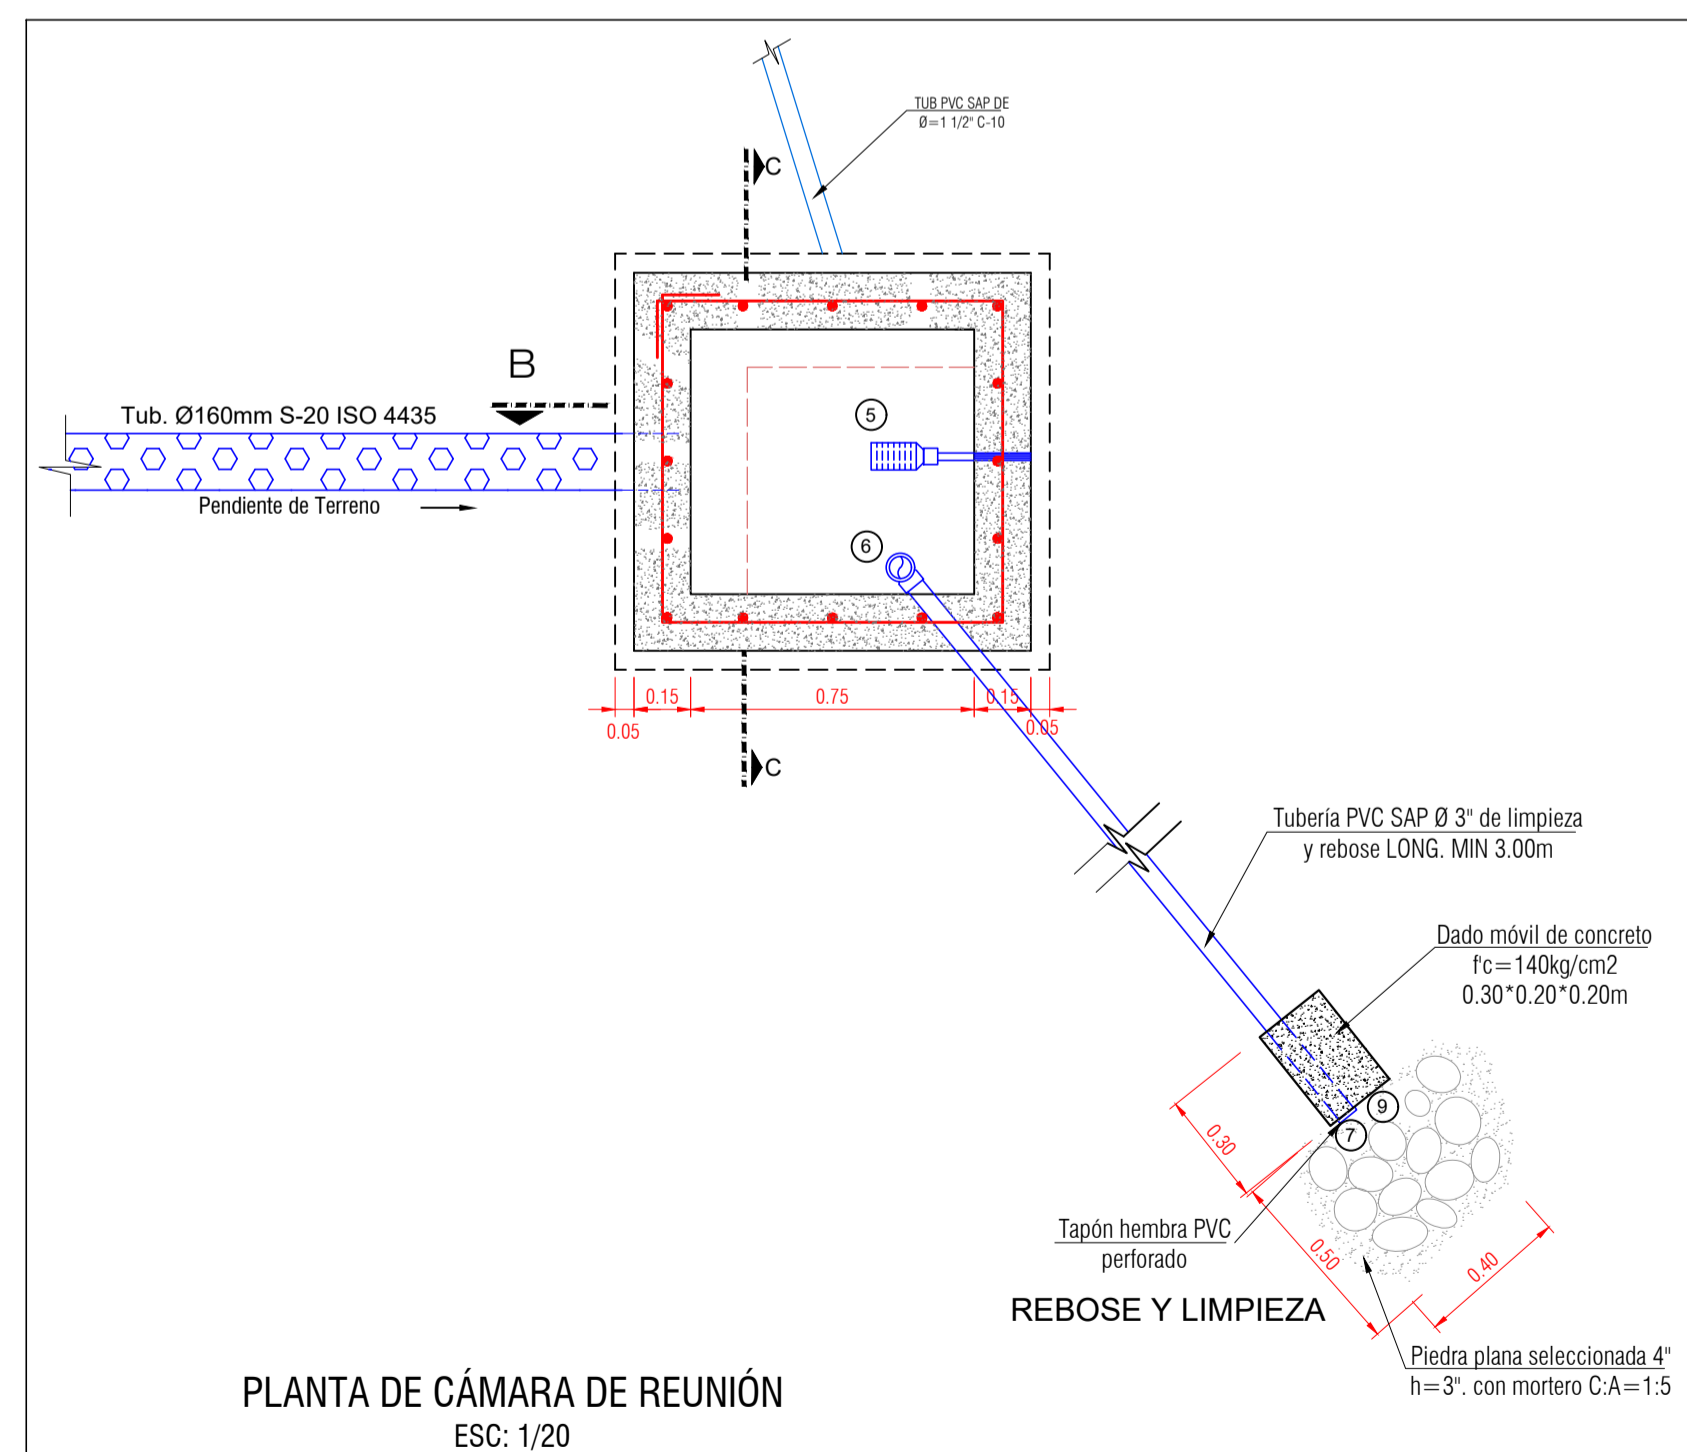 TUB PVC SAP DE
Ø=1 1/2" C-10
C
B
Tub. Ø160mm S-20 ISO 4435
Pendiente de Terreno
5
6
0.15
0.75
0.15
0.05
0.05
C
Tubería PVC SAP Ø 3" de limpieza
y rebose LONG. MIN 3.00m
Dado móvil de concreto
f'c=140kg/cm2
0.30*0.20*0.20m
9
7
0.30
Tapón hembra PVC
perforado
0.50
0.40
REBOSE Y LIMPIEZA
Piedra plana seleccionada 4"
h=3". con mortero C:A=1:5
PLANTA DE CÁMARA DE REUNIÓN
ESC: 1/20